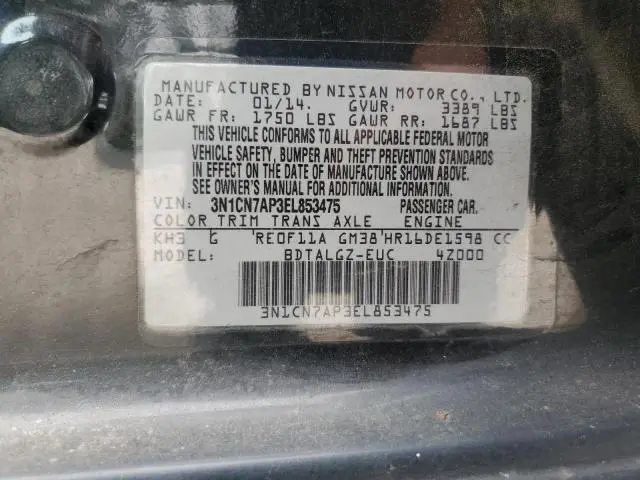 MANUFACTURED BY NISSAN MOTOR CO., LTD.
DATE: 01/14. GVWR: 3389 LBS
GAWR FR: 1750 LBS GAWR RR: 1687 LBS
THIS VEHICLE CONFORMS TO ALL APPLICABLE FEDERAL MOTOR
VEHICLE SAFETY, BUMPER AND THEFT PREVENTION STANDARDS
IN EFFECT ON THE DATE OF MANUFACTURE SHOWN ABOVE.
SEE OWNER'S MANUAL FOR ADDITIONAL INFORMATION.
VIN: 3N1CN7AP3EL853475 PASSENGER CAR.
COLOR TRIM TRANS AXLE ENGINE
KH3 G 'RE0F11A GM38'HR16DE1598 CC
MODEL: BDTALGZ-EUC 4Z000
3N1CN7AP3EL853475